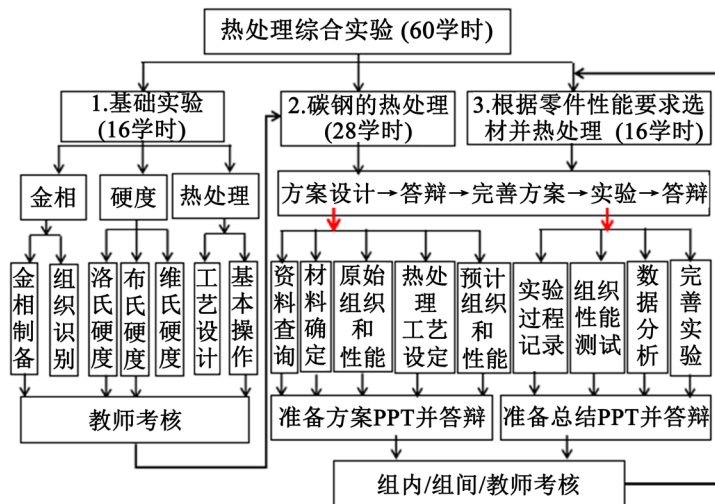 热处理综合实验 (60学时)
1.基础实验
(16学时)
2.碳钢的热处理
(28学时)
3.根据零件性能要求选
材并热处理 (16学时)
金相
硬度
热处理
方案设计→答辩→完善方案→实验→答辩
金相制备
组织识别
洛氏硬度
布氏硬度
维氏硬度
工艺设计
基本操作
资料查询
材料确定
原始
组织
和
性能
热处
理
工艺
设定
预计
组织
和
性能
实验
过程
记录
组织
性能
测试
数据分析
完善实验
教师考核
准备方案PPT并答辩
准备总结PPT并答辩
组内/组间/教师考核